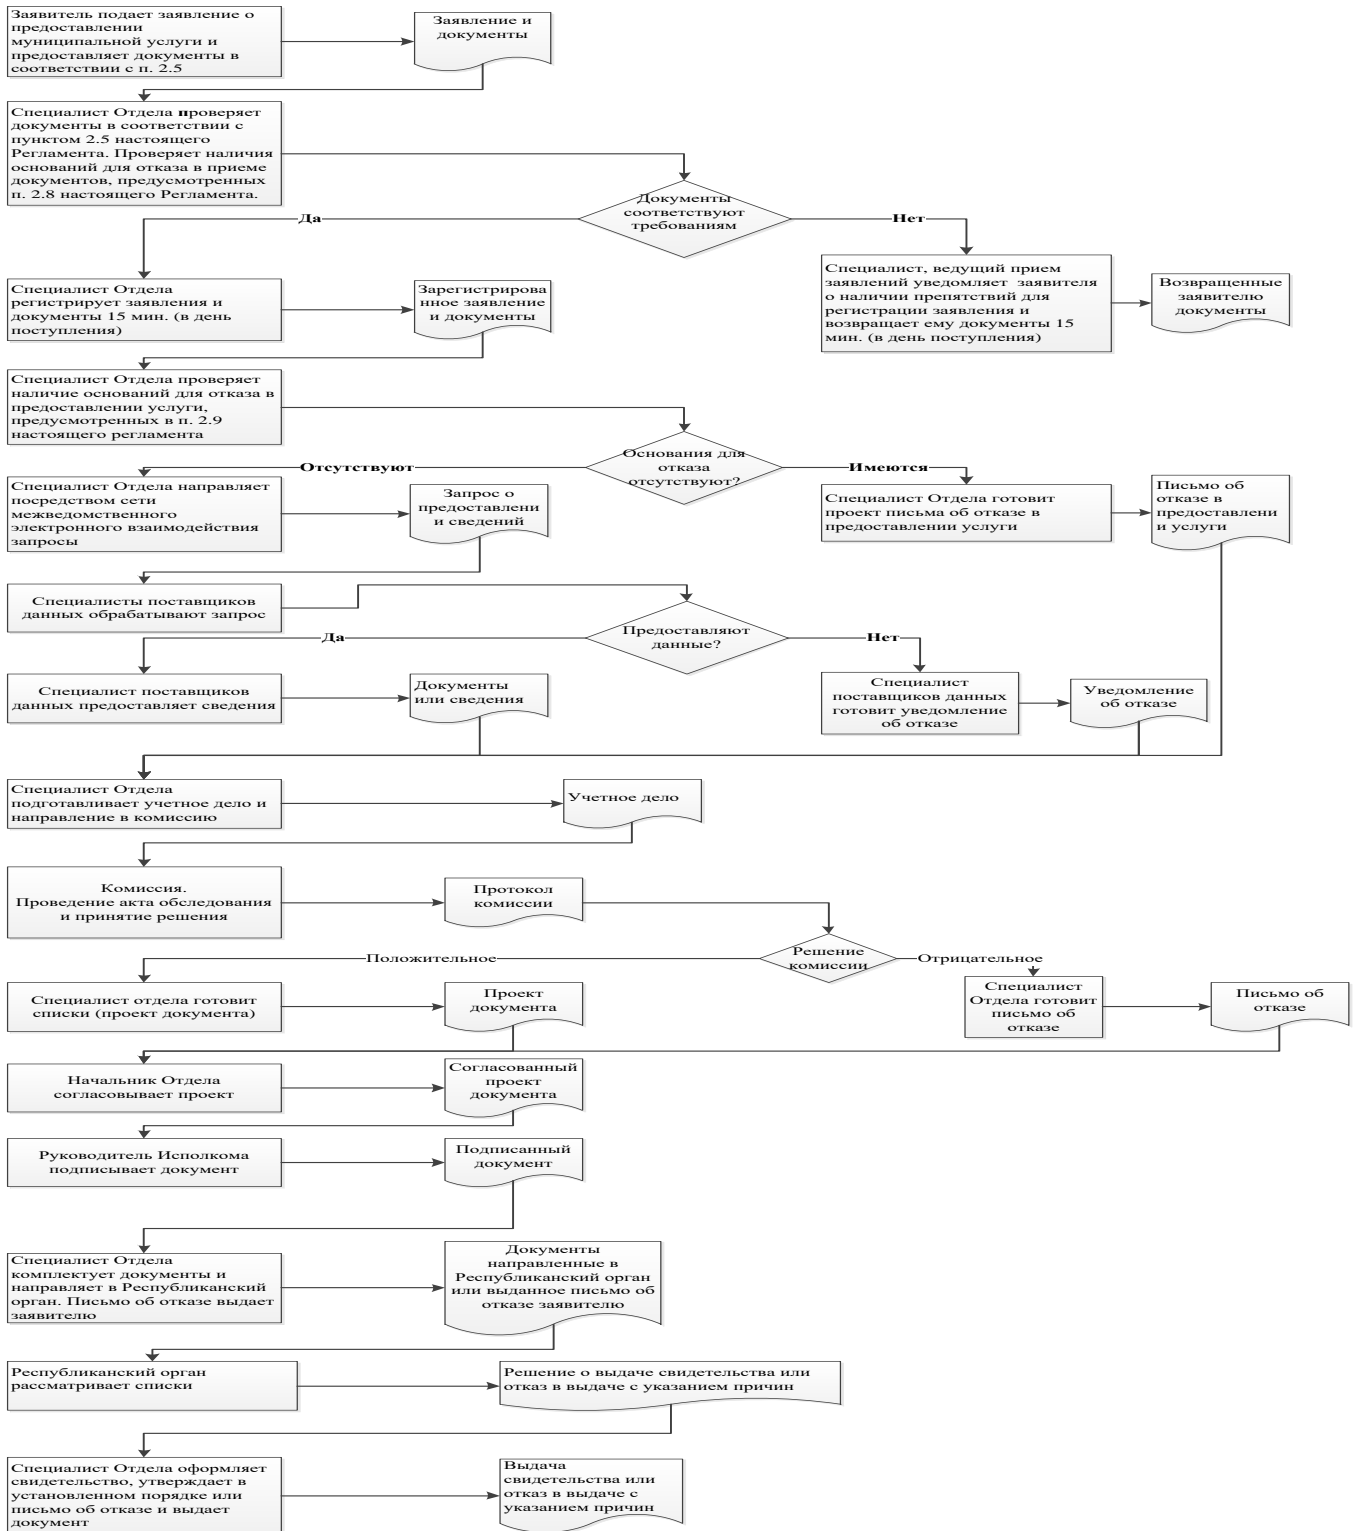 Заявитель подает заявление о
предоставлении
муниципальной услуги и
предоставляет документы в
соответствии с п. 2.5
Заявление и
документы
Специалист Отдела проверяет
документы в соответствии с
пунктом 2.5 настоящего
Регламента. Проверяет наличия
оснований для отказа в приеме
документов, предусмотренных
п. 2.8 настоящего Регламента.
Документы
соответствуют
требованиям
Да
Нет
Специалист Отдела
регистрирует заявления и
документы 15 мин. (в день
поступления)
Зарегистрирова
нное заявление
и документы
Специалист, ведущий прием
заявлений уведомляет заявителя
о наличии препятствий для
регистрации заявления и
возвращает ему документы 15
мин. (в день поступления)
Возвращенные
заявителю
документы
Специалист Отдела проверяет
наличие оснований для отказа в
предоставлении услуги,
предусмотренных в п. 2.9
настоящего регламента
Основания для
отказа
отсутствуют?
Отсутствуют
Имеются
Специалист Отдела направляет
посредством сети
межведомственного
электронного взаимодействия
запросы
Запрос о
предоставлени
и сведений
Специалист Отдела готовит
проект письма об отказе в
предоставлении услуги
Письмо об
отказе в
предоставлени
и услуги
Специалисты поставщиков
данных обрабатывают запрос
Предоставляют
данные?
Да
Нет
Специалист поставщиков
данных предоставляет сведения
Документы
или сведения
Специалист
поставщиков данных
готовит уведомление
об отказе
Уведомление
об отказе
Специалист Отдела
подготавливает учетное дело и
направление в комиссию
Учетное дело
Комиссия.
Проведение акта обследования
и принятие решения
Протокол
комиссии
Решение
комиссии
Положительное
Отрицательное
Специалист отдела готовит
списки (проект документа)
Проект
документа
Специалист
Отдела готовит
письмо об
отказе
Письмо об
отказе
Начальник Отдела
согласовывает проект
Согласованный
проект
документа
Руководитель Исполкома
подписывает документ
Подписанный
документ
Специалист Отдела
комплектует документы и
направляет в Республиканский
орган. Письмо об отказе выдает
заявителю
Документы
направленные в
Республиканский орган
или выданное письмо об
отказе заявителю
Республиканский орган
рассматривает списки
Решение о выдаче свидетельства или
отказ в выдаче с указанием причин
Специалист Отдела оформляет
свидетельство, утверждает в
установленном порядке или
письмо об отказе и выдает
документ
Выдача
свидетельства или
отказ в выдаче с
указанием причин